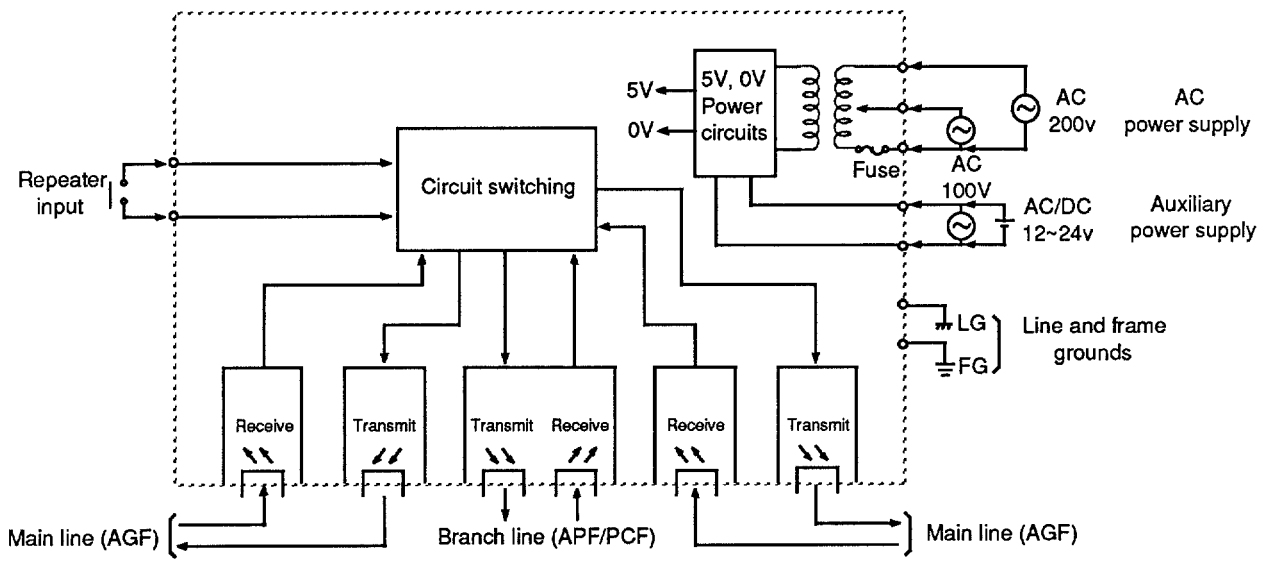 5V
0V
5V, 0V
Power
circuits
Fuse
AC
200v
AC
power supply
AC
100V
Repeater
input
Circuit switching
AC/DC
12~24v
Auxiliary
power supply
LG
FG
Line and frame
grounds
Receive
Transmit
Transmit
Receive
Receive
Transmit
Main line (AGF)
Branch line (APF/PCF)
Main line (AGF)